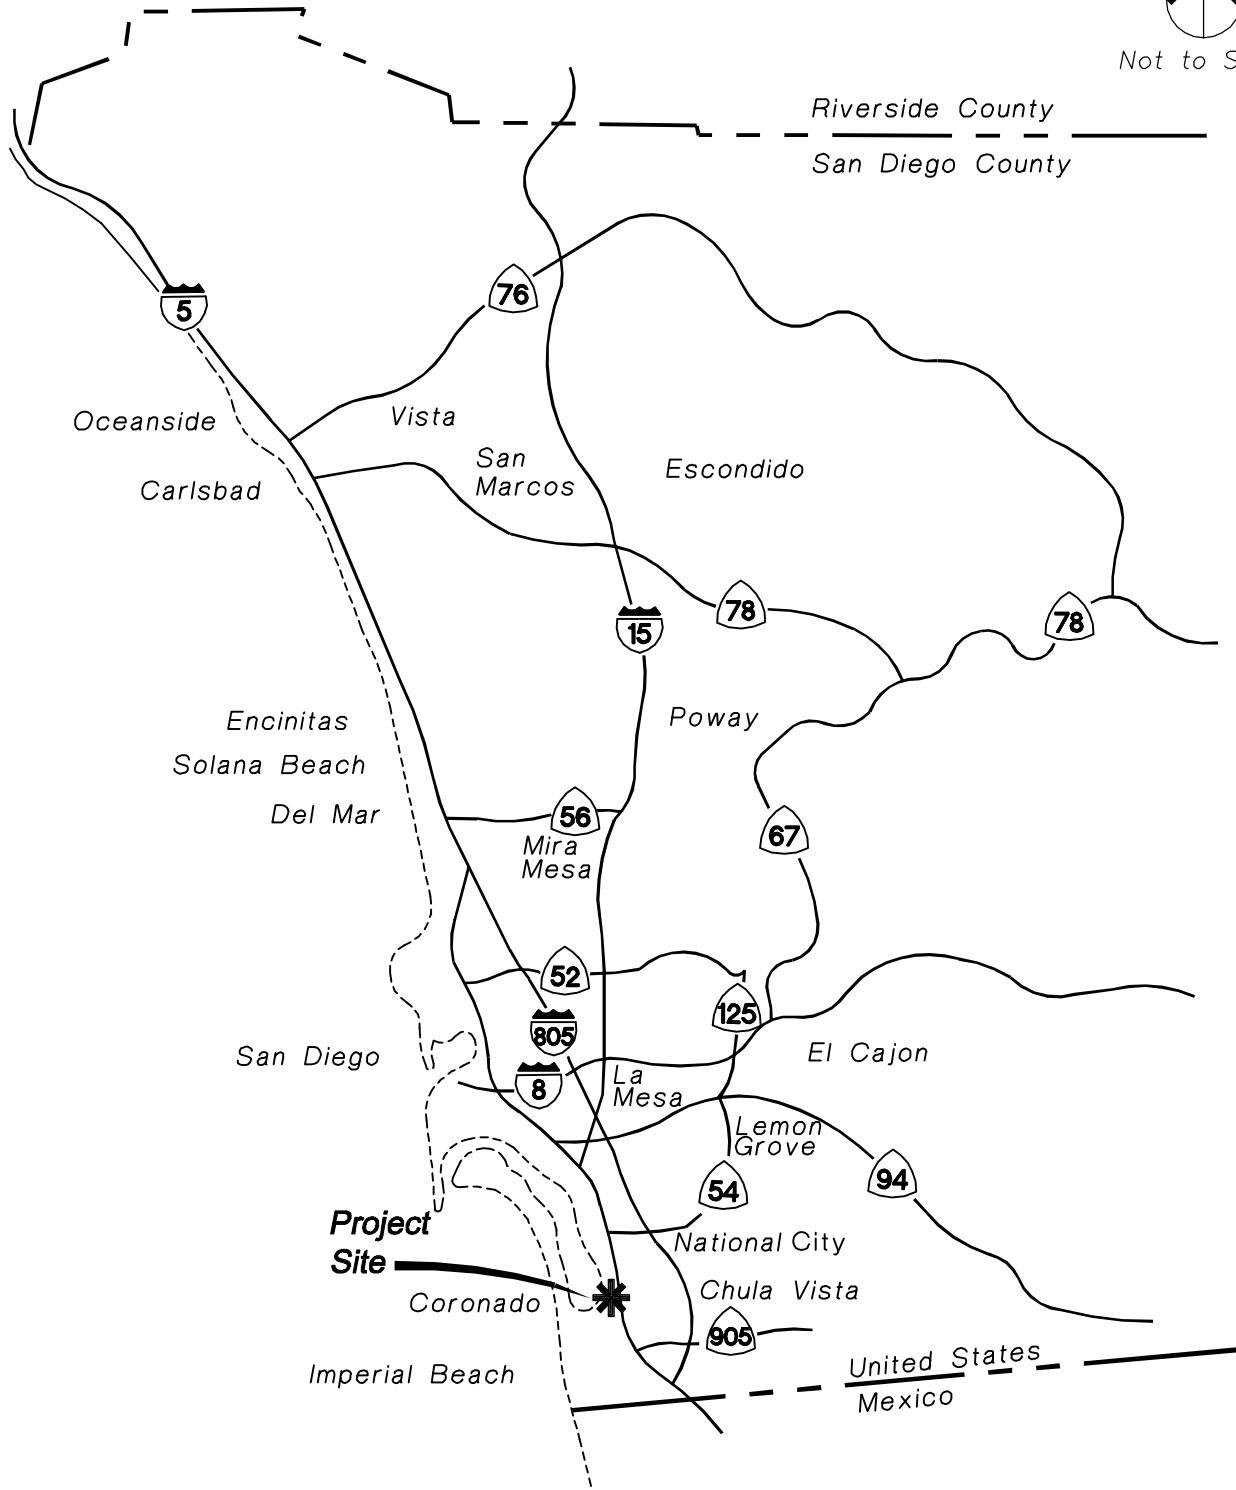 Not to S
Riverside County
San Diego County
76
5
Oceanside
Vista
San
Marcos
Escondido
Carlsbad
78
78
15
Encinitas
Poway
Solana Beach
Del Mar
56
67
Mira
Mesa
52
125
805
San Diego
El Cajon
8
La
Mesa
Lemon
Grove
54
94
Project
Site
National City
Chula Vista
Coronado
905
Imperial Beach
United States
Mexico